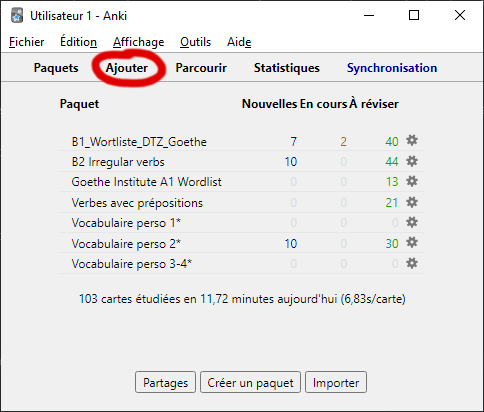 Utilisateur 1 - Anki
Fichier Édition Affichage Outils Aide
Paquets Ajouter Parcourir Statistiques Synchronisation
Paquet Nouvelles En cours À réviser
B1_Wortliste_DTZ_Goethe 7 2 40
B2 Irregular verbs 10 0 44
Goethe Institute A1 Wordlist 0 0 13
Verbes avec prépositions 0 0 21
Vocabulaire perso 1* 0 0 0
Vocabulaire perso 2* 10 0 30
Vocabulaire perso 3-4* 0 0 0
103 cartes étudiées en 11,72 minutes aujourd'hui (6,83s/carte)
Partages Créer un paquet Importer